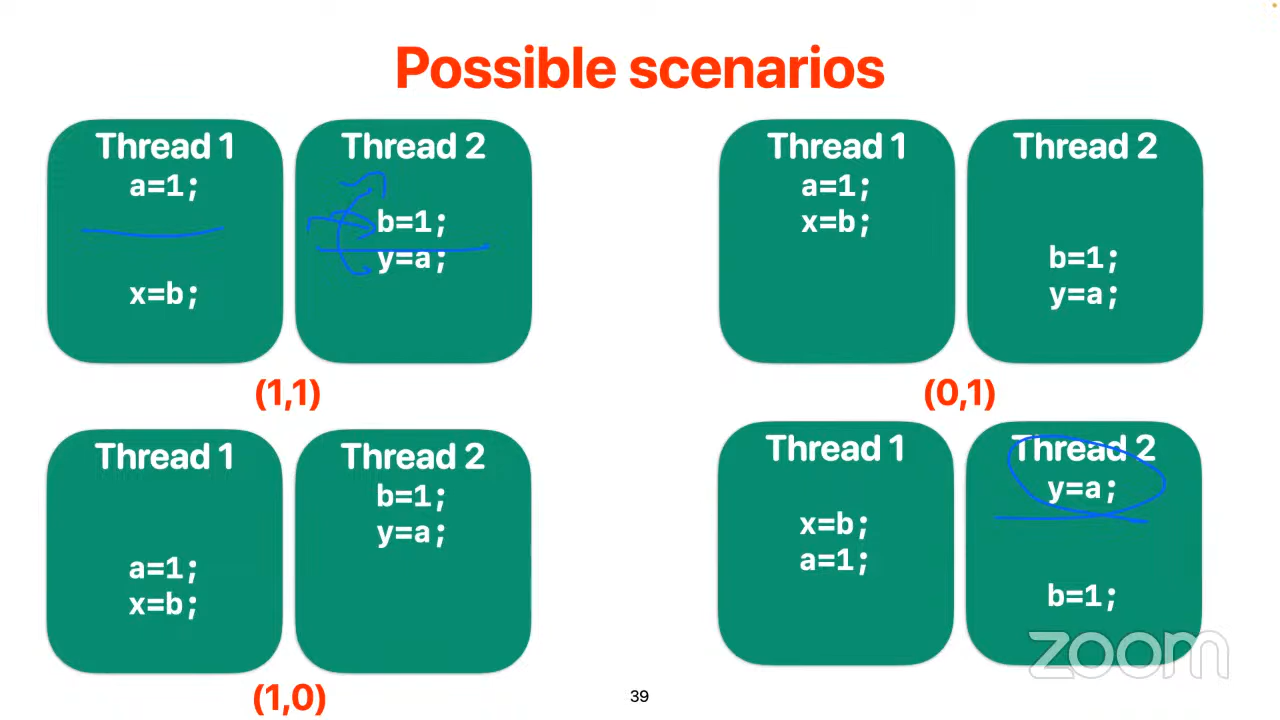 Possible scenarios
Thread 1
a=1;
x=b;
Thread 2
b=1;
y=a;
(1,1)
Thread 1
a=1;
x=b;
Thread 2
b=1;
y=a;
(0,1)
Thread 1
a=1;
x=b;
Thread 2
b=1;
y=a;
(1,0)
Thread 1
x=b;
a=1;
Thread 2
y=a;
b=1;
zoom
39